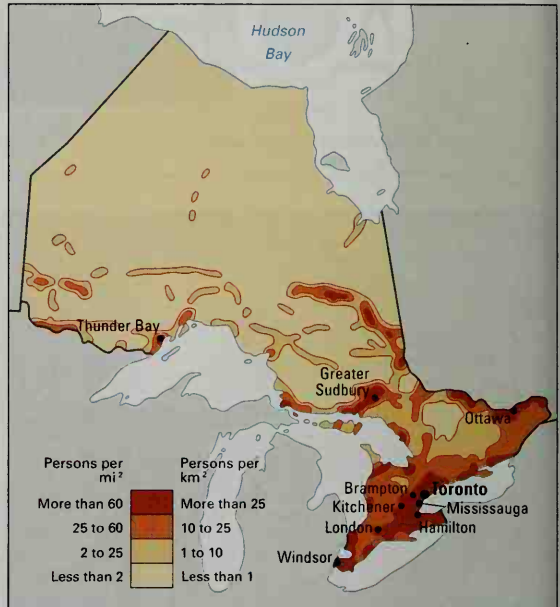 Hudson
Bay
Thunder Bay
Greater
Sudbury
Ottawa
Brampton
Toronto
Kitchener
Mississauga
London
Hamilton
Windsor
Persons per
mi²
Persons per
km²
More than 60
More than 25
25 to 60
10 to 25
2 to 25
1 to 10
Less than 2
Less than 1